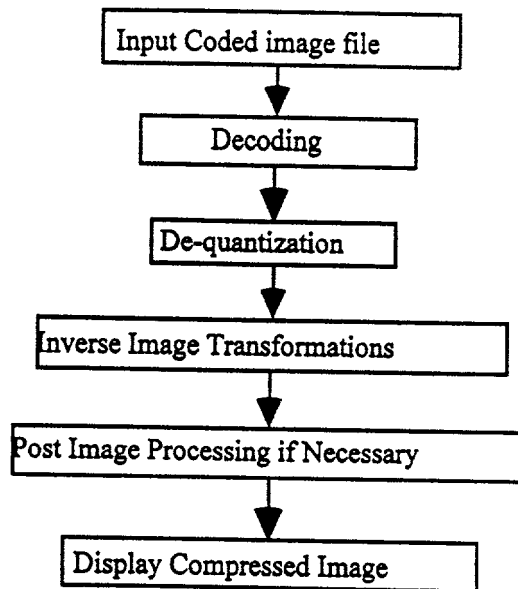 Input Coded image file
Decoding
De-quantization
Inverse Image Transformations
Post Image Processing if Necessary
Display Compressed Image